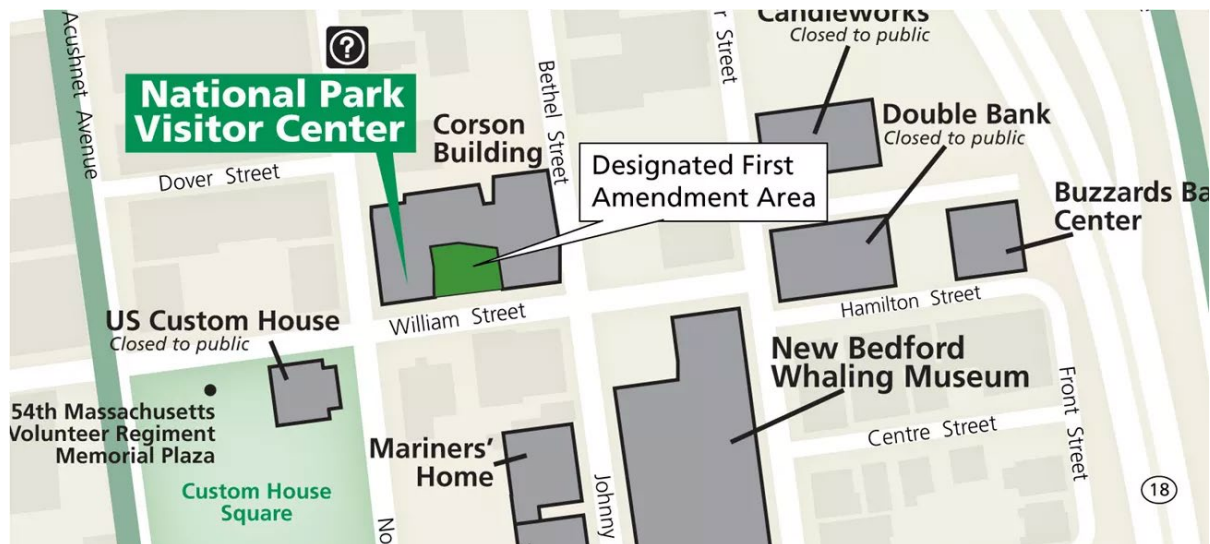 Acushnet Avenue
?
National Park
Visitor Center
Dover Street
Corson
Building
Bethel Street
Street
Candleworks
Closed to public
Double Bank
Closed to public
Designated First
Amendment Area
Buzzards Ba
Center
William Street
Hamilton Street
US Custom House
Closed to public
New Bedford
Whaling Museum
54th Massachusetts
Volunteer Regiment
Memorial Plaza
Mariners'
Home
Centre Street
Front Street
Custom House
Square
No
Johnny
18